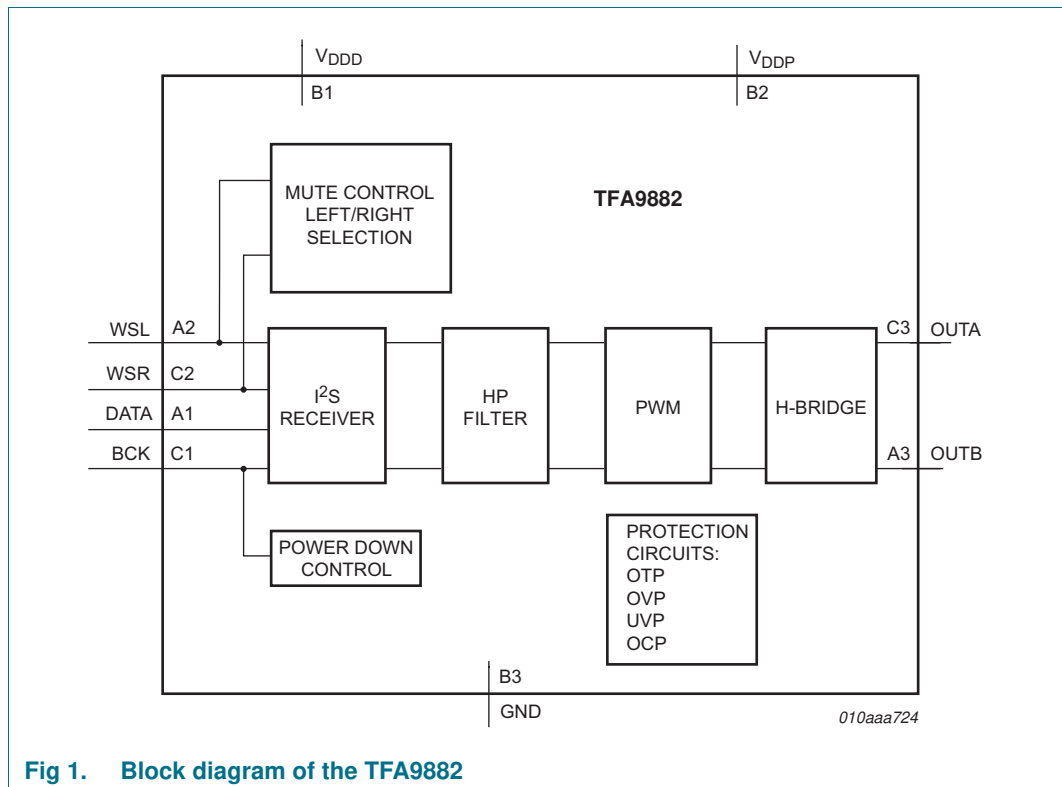 VDDD
VDDP
B1
B2
MUTE CONTROL
LEFT/RIGHT
SELECTION
TFA9882
WSL
A2
C3
OUTA
WSR
C2
DATA
A1
BCK
C1
I2S
RECEIVER
HP
FILTER
PWM
H-BRIDGE
A3
OUTB
POWER DOWN
CONTROL
PROTECTION
CIRCUITS:
OTP
OVP
UVP
OCP
B3
GND
010aaa724
Fig 1. Block diagram of the TFA9882